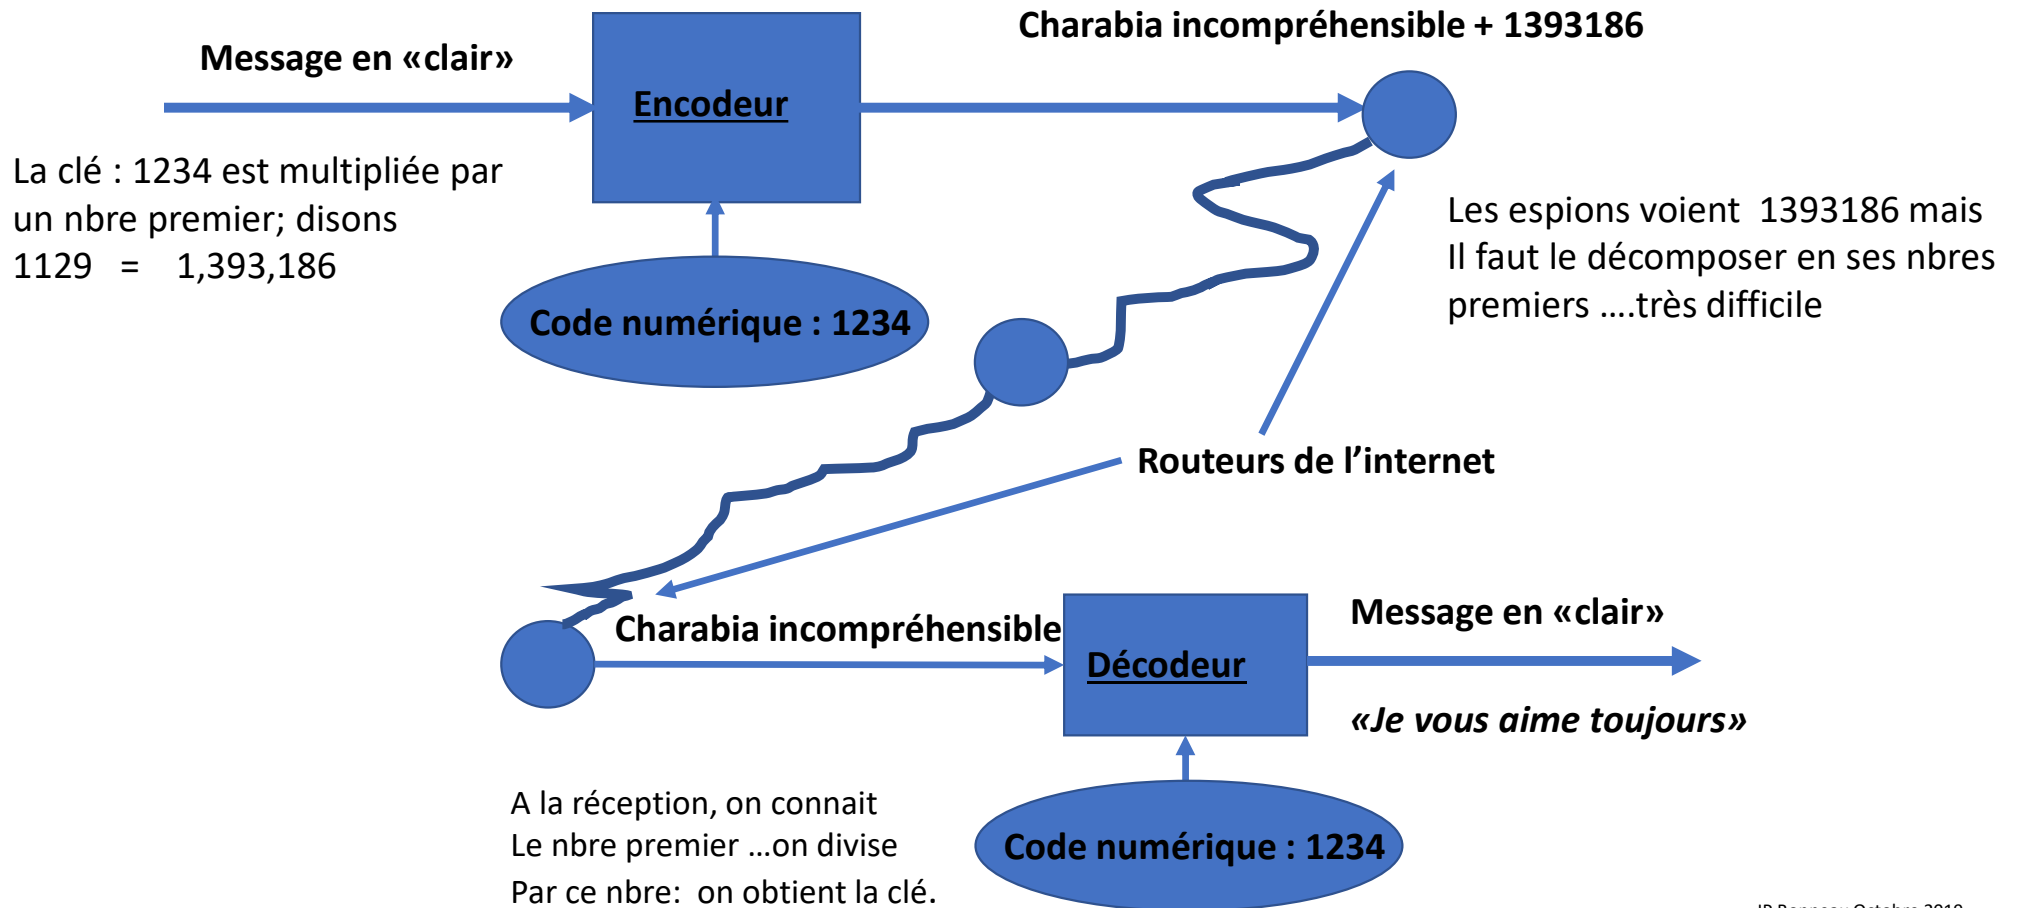 Charabia incompréhensible + 1393186
Message en «clair»
Encodeur
La clé : 1234 est multipliée par
un nbre premier; disons
1129 = 1,393,186
Les espions voient 1393186 mais
Il faut le décomposer en ses nbres
premiers ....très difficile
Code numérique : 1234
Routeurs de l’internet
Charabia incompréhensible
Décodeur
Message en «clair»
«Je vous aime toujours»
A la réception, on connait
Le nbre premier ...on divise
Par ce nbre: on obtient la clé.
Code numérique : 1234